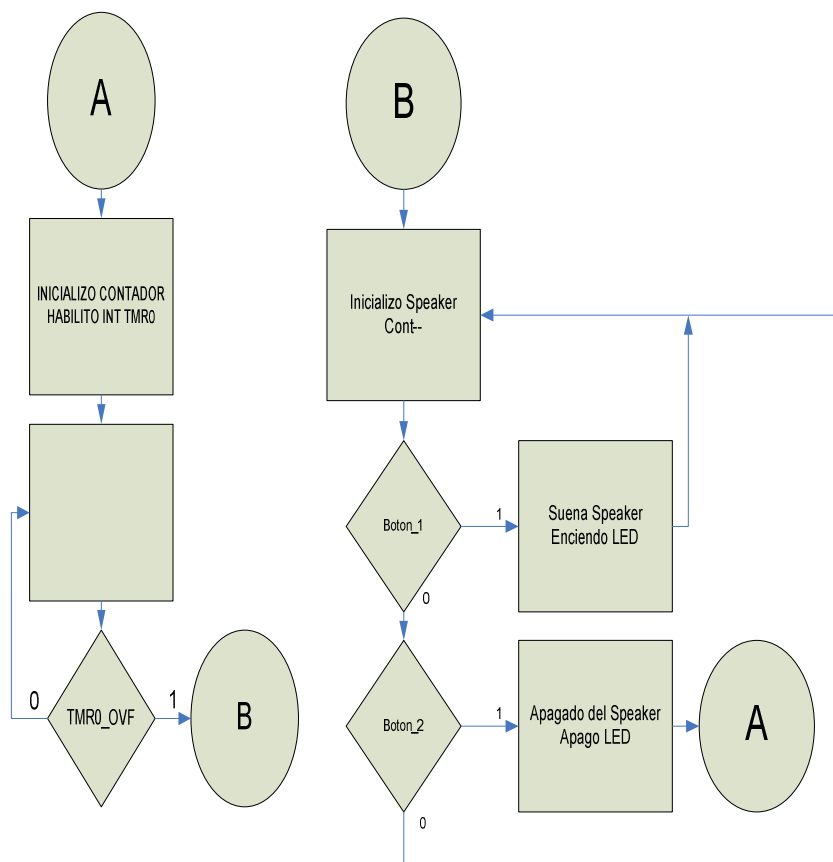 A
INICIALIZO CONTADOR
HABILITO INT TMR0
0
TMR0_OVF
1
B
B
Inicializo Speaker
Cont--
Boton_1
1
Suena Speaker
Enciendo LED
0
Boton_2
1
Apagado del Speaker
Apago LED
A
0